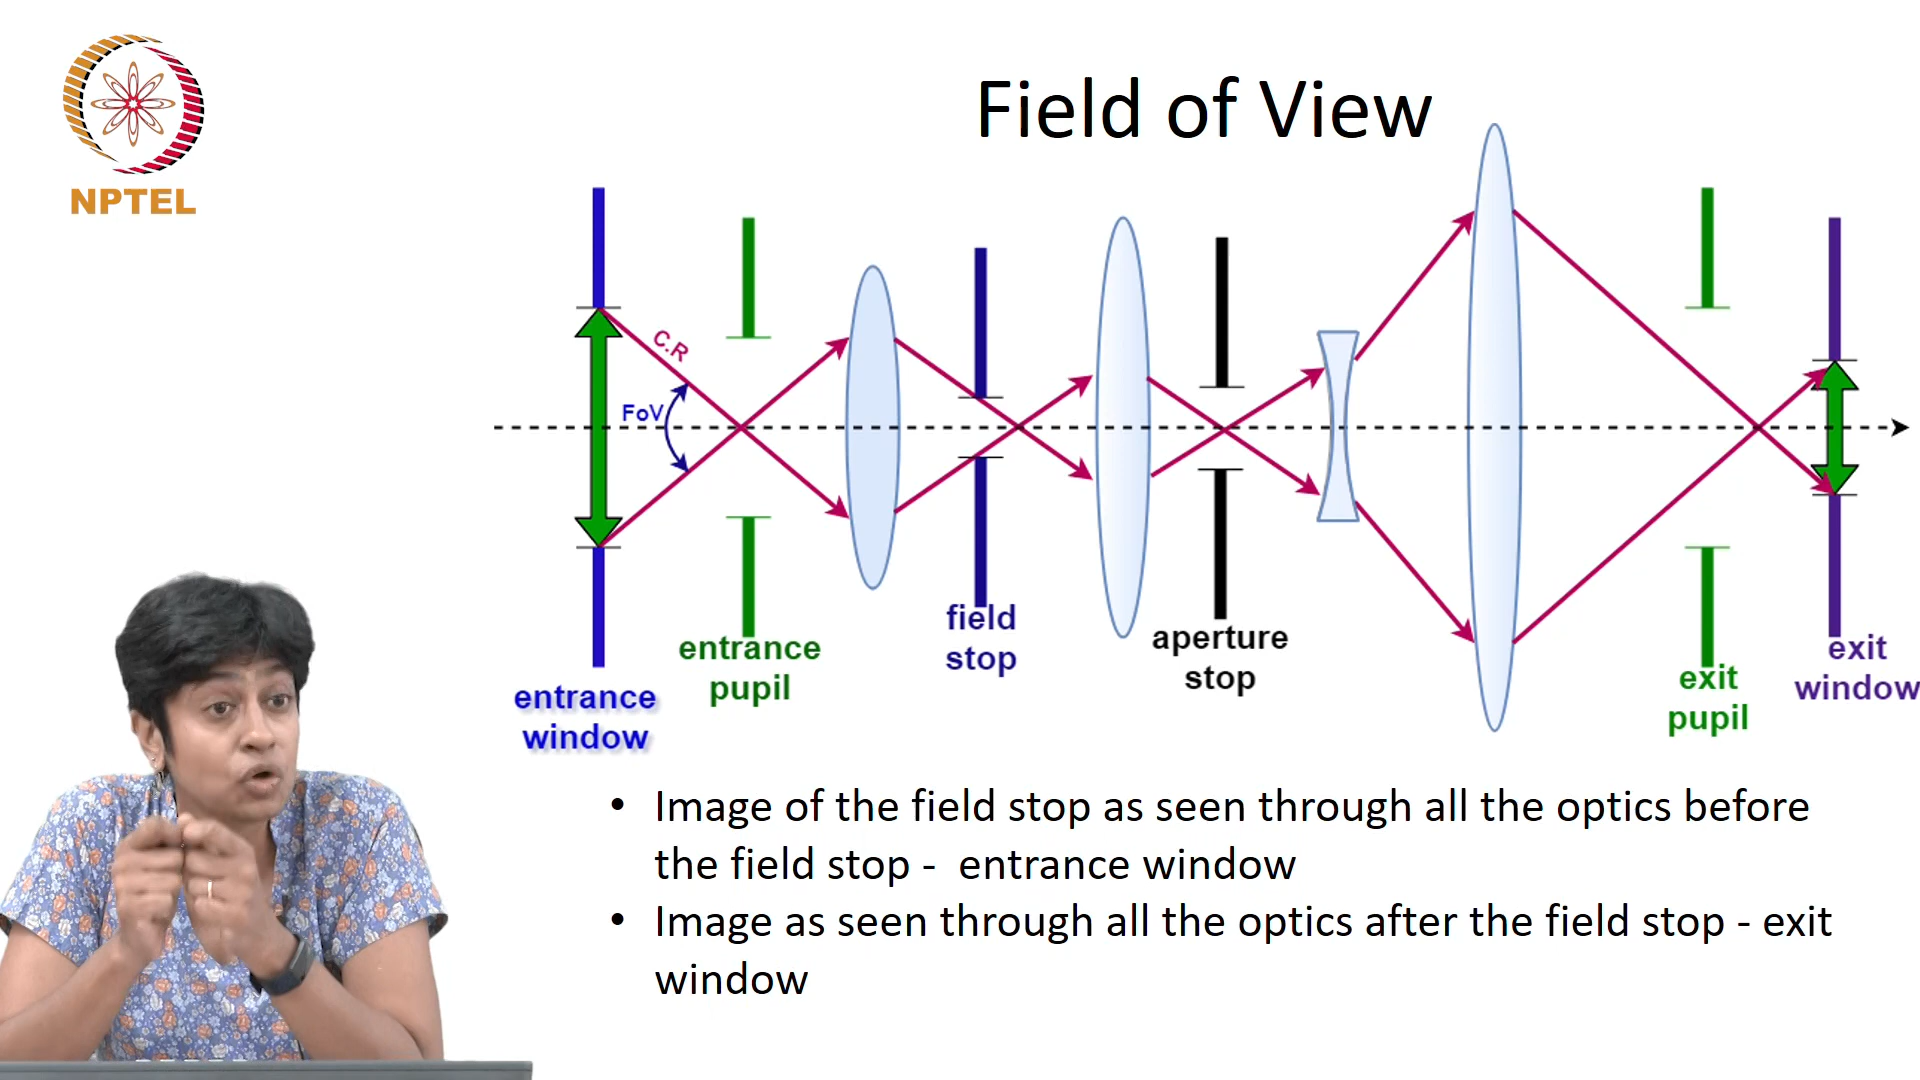 NPTEL
Field of View
C.R
FoV
entrance
window
entrance
pupil
field
stop
aperture
stop
exit
pupil
exit
window
• Image of the field stop as seen through all the optics before
the field stop - entrance window
• Image as seen through all the optics after the field stop - exit
window